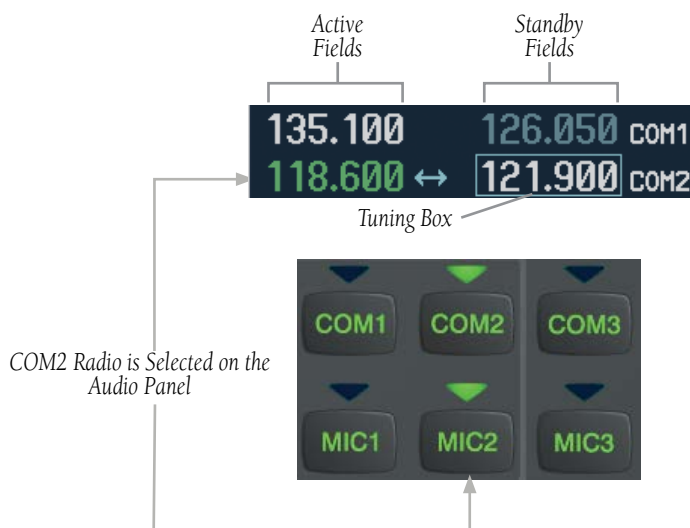 Active
Fields
Standby
Fields
135.100 126.050 COM1
118.600 ↔ 121.900 COM2
Tuning Box
COM1 COM2 COM3
COM2 Radio is Selected on the
Audio Panel
MIC1 MIC2 MIC3